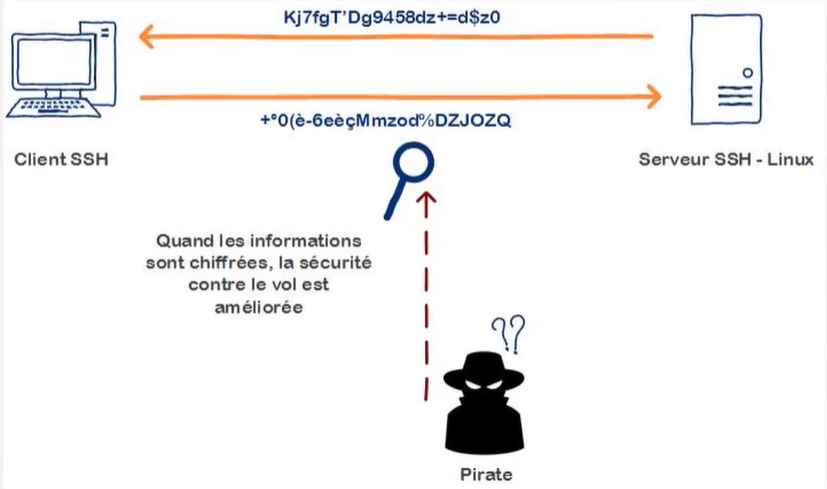 Kj7fgT'Dg9458dz+=d$z0
+°0(è-6eèçMmzod%DZJOZQ
Client SSH
Serveur SSH - Linux
Quand les informations
sont chiffrées, la sécurité
contre le vol est
améliorée
??
Pirate